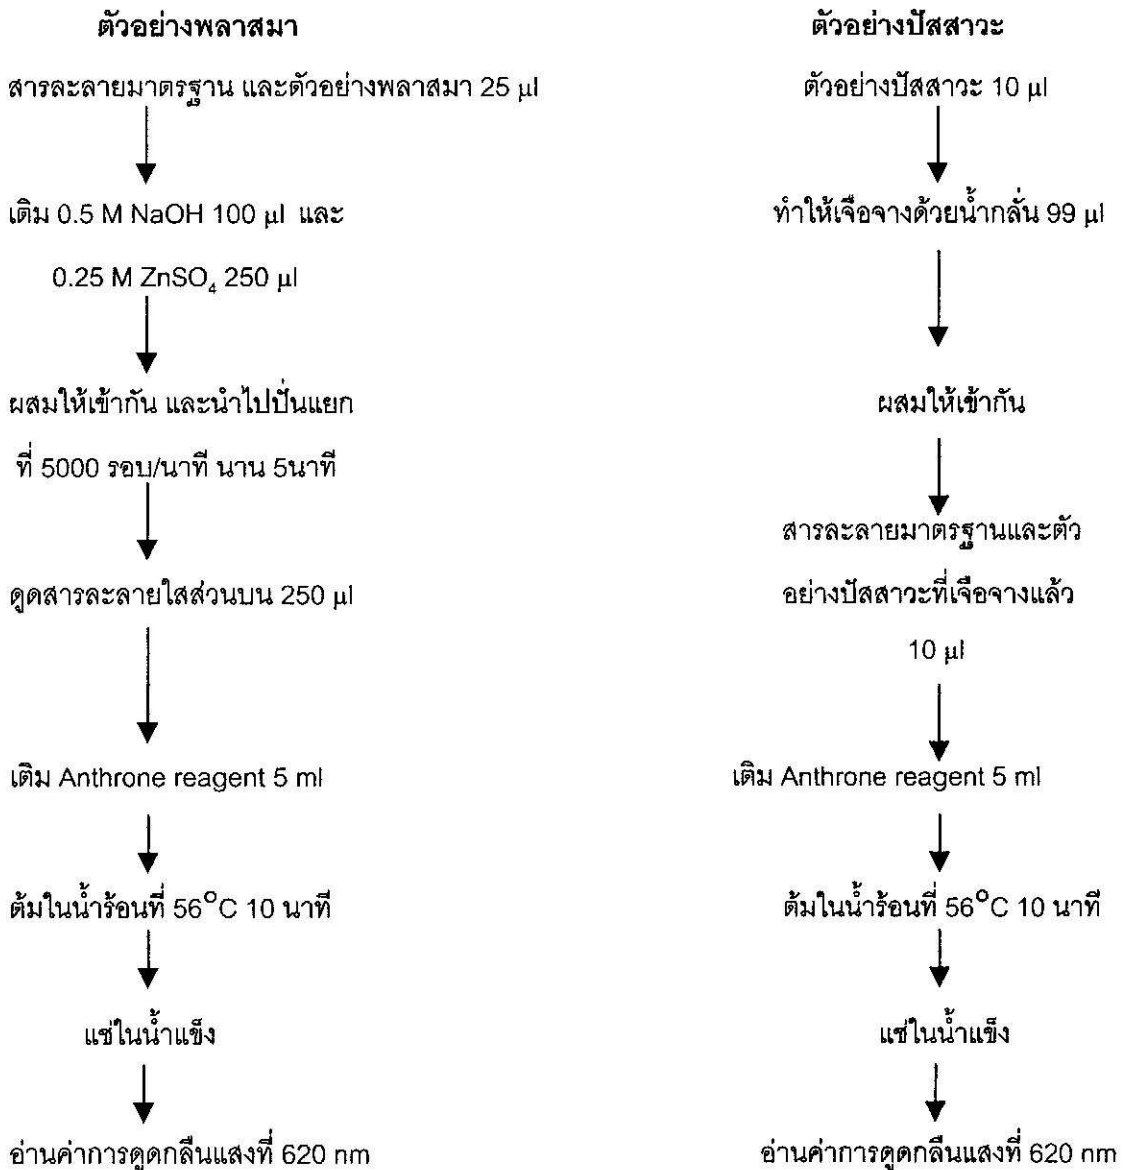 ตัวอย่างพลาสมา
สารละลายมาตรฐาน และตัวอย่างพลาสมา 25 µl
เติม 0.5 M NaOH 100 µl และ
0.25 M ZnSO₄ 250 µl
ผสมให้เข้ากัน และนำไปปั่นแยก
ที่ 5000 รอบ/นาที นาน 5นาที
ดูดสารละลายใสส่วนบน 250 µl
เติม Anthrone reagent 5 ml
ต้มในน้ำร้อนที่ 56°C 10 นาที
แช่ในน้ำแข็ง
อ่านค่าการดูดกลืนแสงที่ 620 nm
ตัวอย่างปัสสาวะ
ตัวอย่างปัสสาวะ 10 µl
ทำให้เจือจางด้วยน้ำกลั่น 99 µl
ผสมให้เข้ากัน
สารละลายมาตรฐานและตัว
อย่างปัสสาวะที่เจือจางแล้ว
10 µl
เติม Anthrone reagent 5 ml
ต้มในน้ำร้อนที่ 56°C 10 นาที
แช่ในน้ำแข็ง
อ่านค่าการดูดกลืนแสงที่ 620 nm